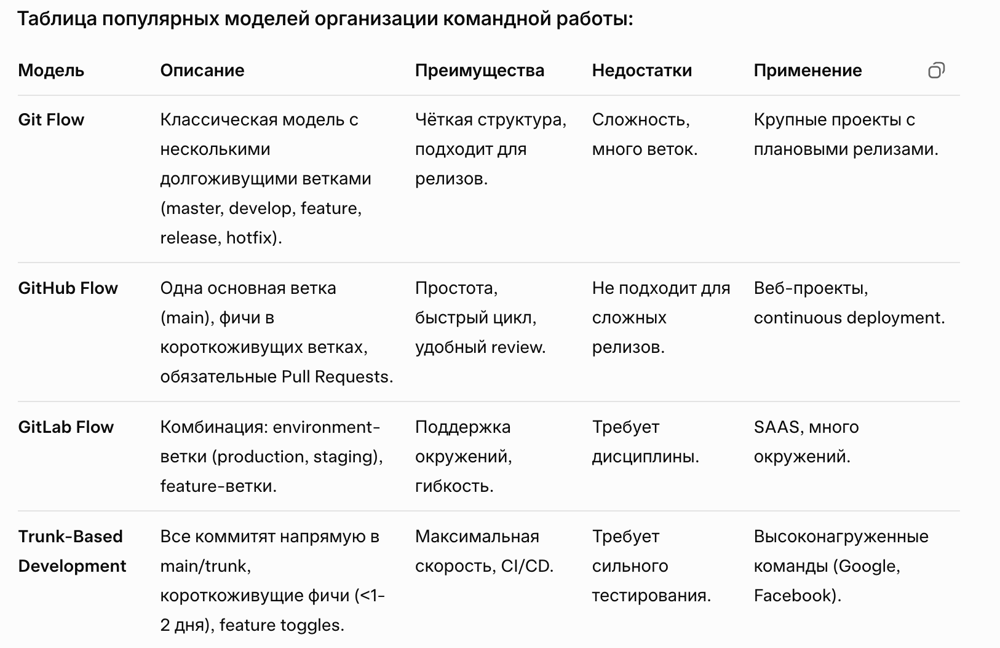 Таблица популярных моделей организации командной работы:
Модель Описание Преимущества Недостатки Применение
Git Flow Классическая модель с Чёткая структура, Сложность, Крупные проекты с
несколькими подходит для много веток. плановыми релизами.
долгоживущими ветками релизов.
(master, develop, feature,
release, hotfix).
GitHub Flow Одна основная ветка Простота, Не подходит для Веб-проекты,
(main), фичи в быстрый цикл, сложных continuous deployment.
короткоживущих ветках, удобный review. релизов.
обязательные Pull Requests.
GitLab Flow Комбинация: environment- Поддержка Требует SAAS, много
ветки (production, staging), окружений, дисциплины. окружений.
feature-ветки. гибкость.
Trunk-Based Все коммитят напрямую в Максимальная Требует Высоконагруженные
Development main/trunk, скорость, CI/CD. сильного команды (Google,
короткоживущие фичи (<1- тестирования. Facebook).
2 дня), feature toggles.